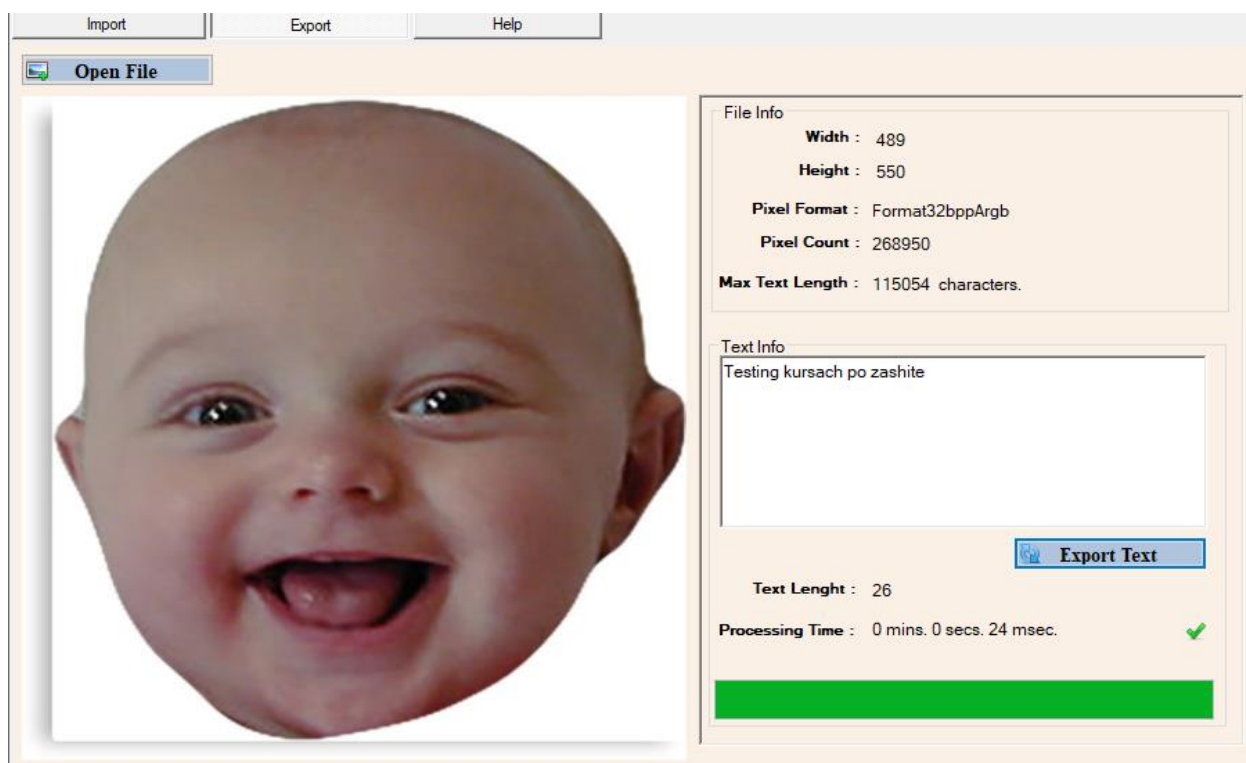 Import Export Help
Open File
File Info
Width : 489
Height : 550
Pixel Format : Format32bppArgb
Pixel Count : 268950
Max Text Length : 115054 characters.
Text Info
Testing kursach po zashite
Export Text
Text Lenght : 26
Processing Time : 0 mins. 0 secs. 24 msec.